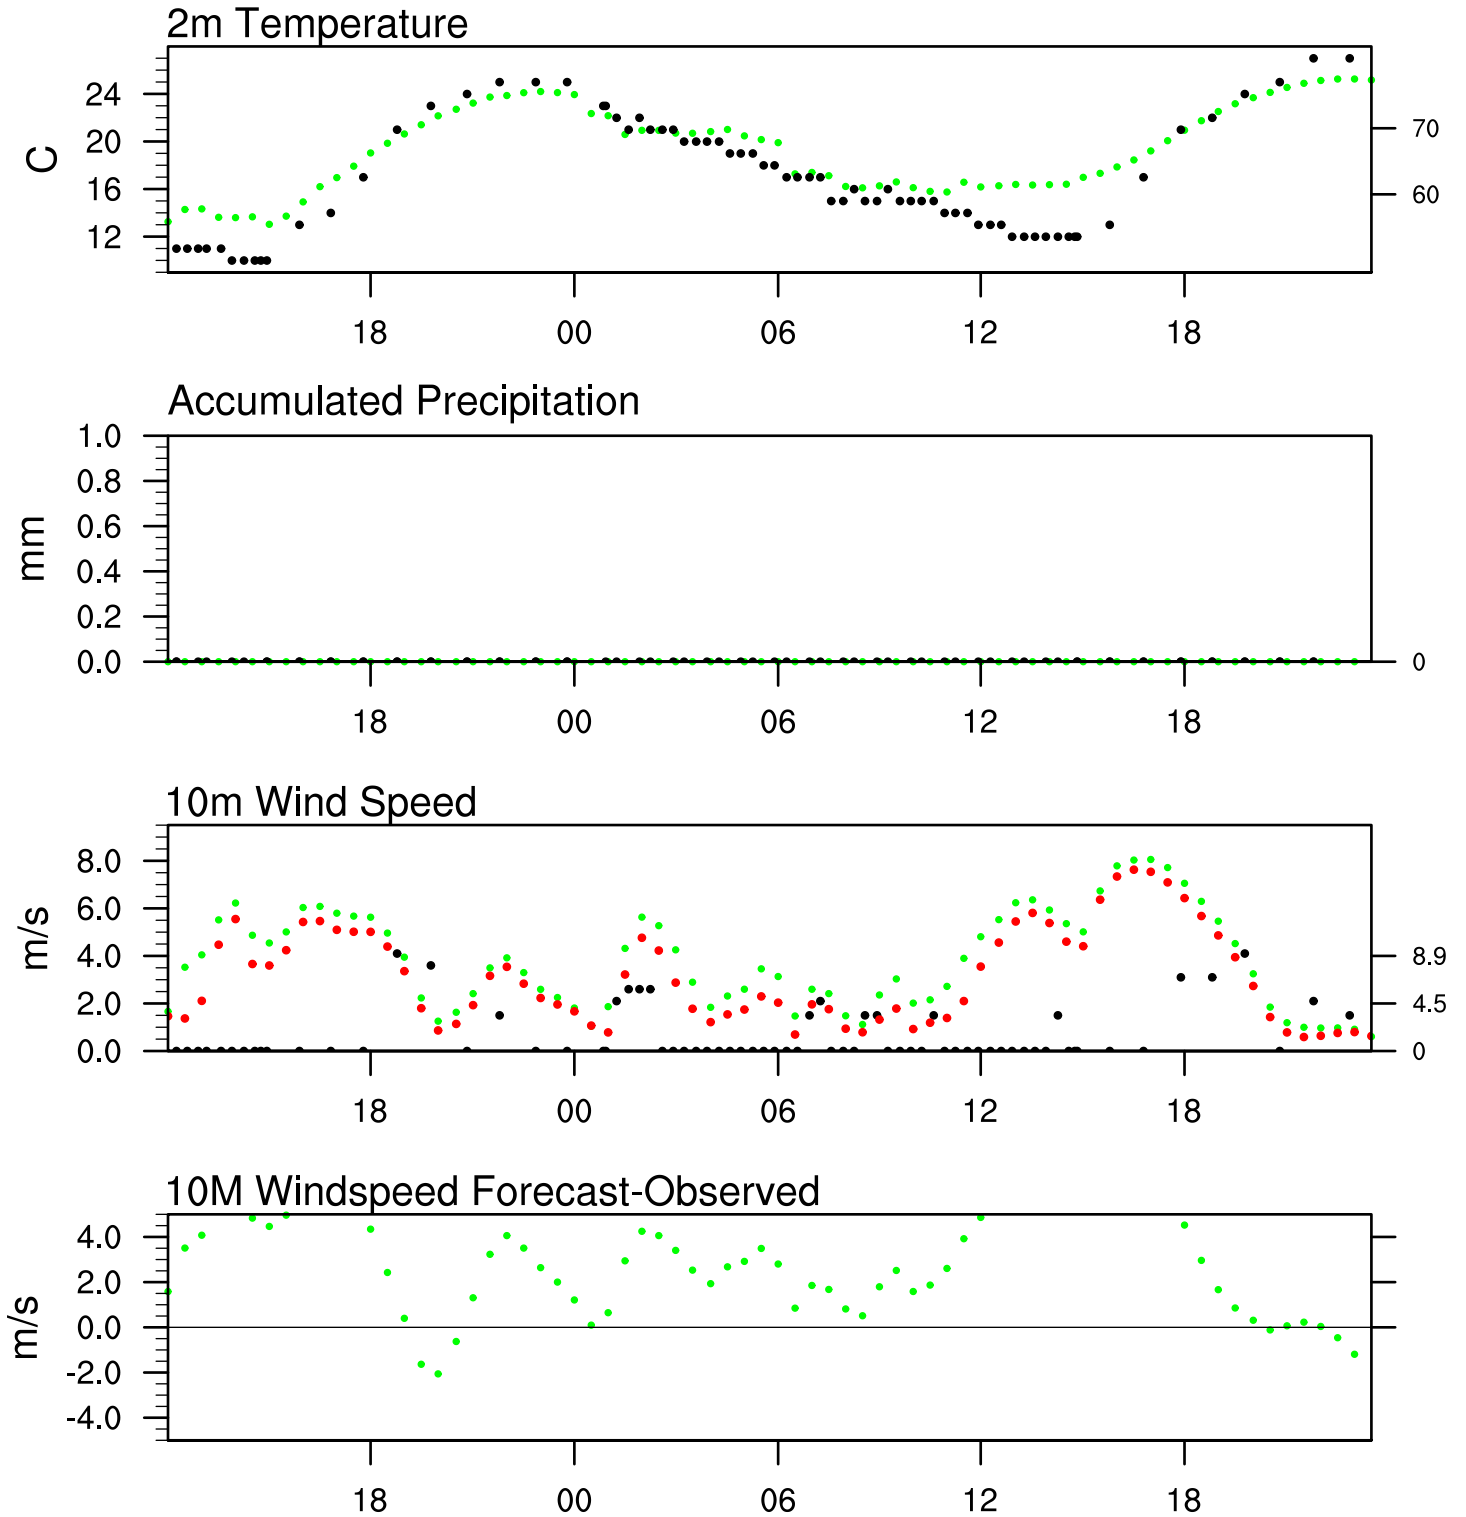 2m Temperature
24
20
16
12
C
70
60
18 00 06 12 18
Accumulated Precipitation
1.0
0.8
0.6
0.4
0.2
0.0
mm
0
18 00 06 12 18
10m Wind Speed
8.0
6.0
4.0
2.0
0.0
m/s
8.9
4.5
0
18 00 06 12 18
10M Windspeed Forecast-Observed
4.0
2.0
0.0
-2.0
-4.0
m/s
18 00 06 12 18